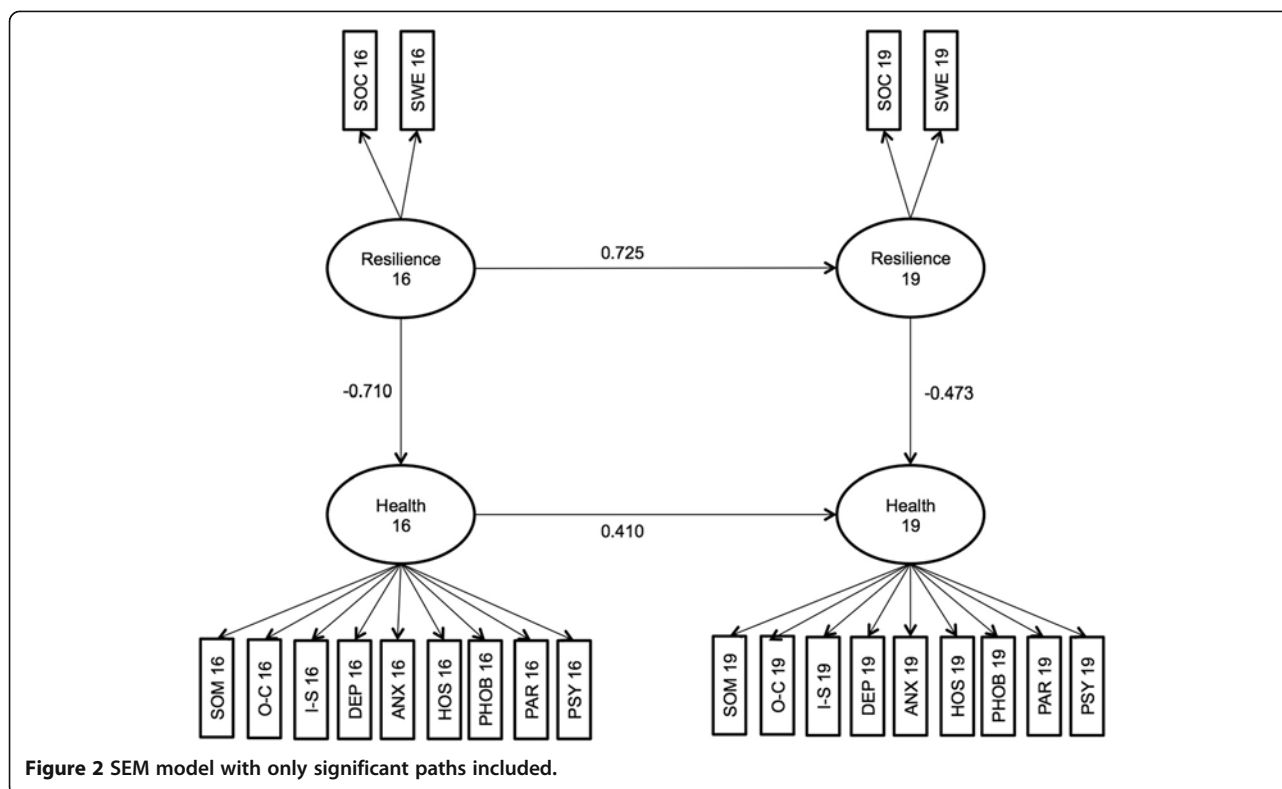 SOC 16
SWE 16
SOC 19
SWE 19
Resilience
16
0.725
Resilience
19
-0.710
-0.473
Health
16
0.410
Health
19
SOM 16
O-C 16
I-S 16
DEP 16
ANX 16
HOS 16
PHOB 16
PAR 16
PSY 16
SOM 19
O-C 19
I-S 19
DEP 19
ANX 19
HOS 19
PHOB 19
PAR 19
PSY 19
Figure 2 SEM model with only significant paths included.